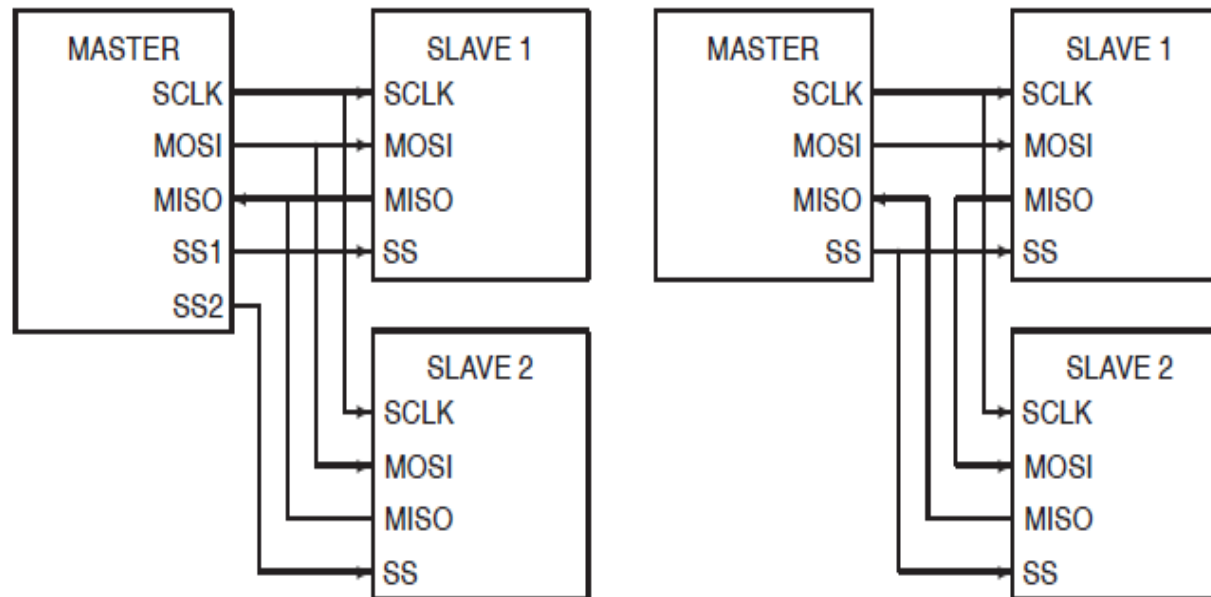 MASTER
SCLK
MOSI
MISO
SS1
SS2
SLAVE 1
SCLK
MOSI
MISO
SS
SLAVE 2
SCLK
MOSI
MISO
SS
MASTER
SCLK
MOSI
MISO
SS
SLAVE 1
SCLK
MOSI
MISO
SS
SLAVE 2
SCLK
MOSI
MISO
SS